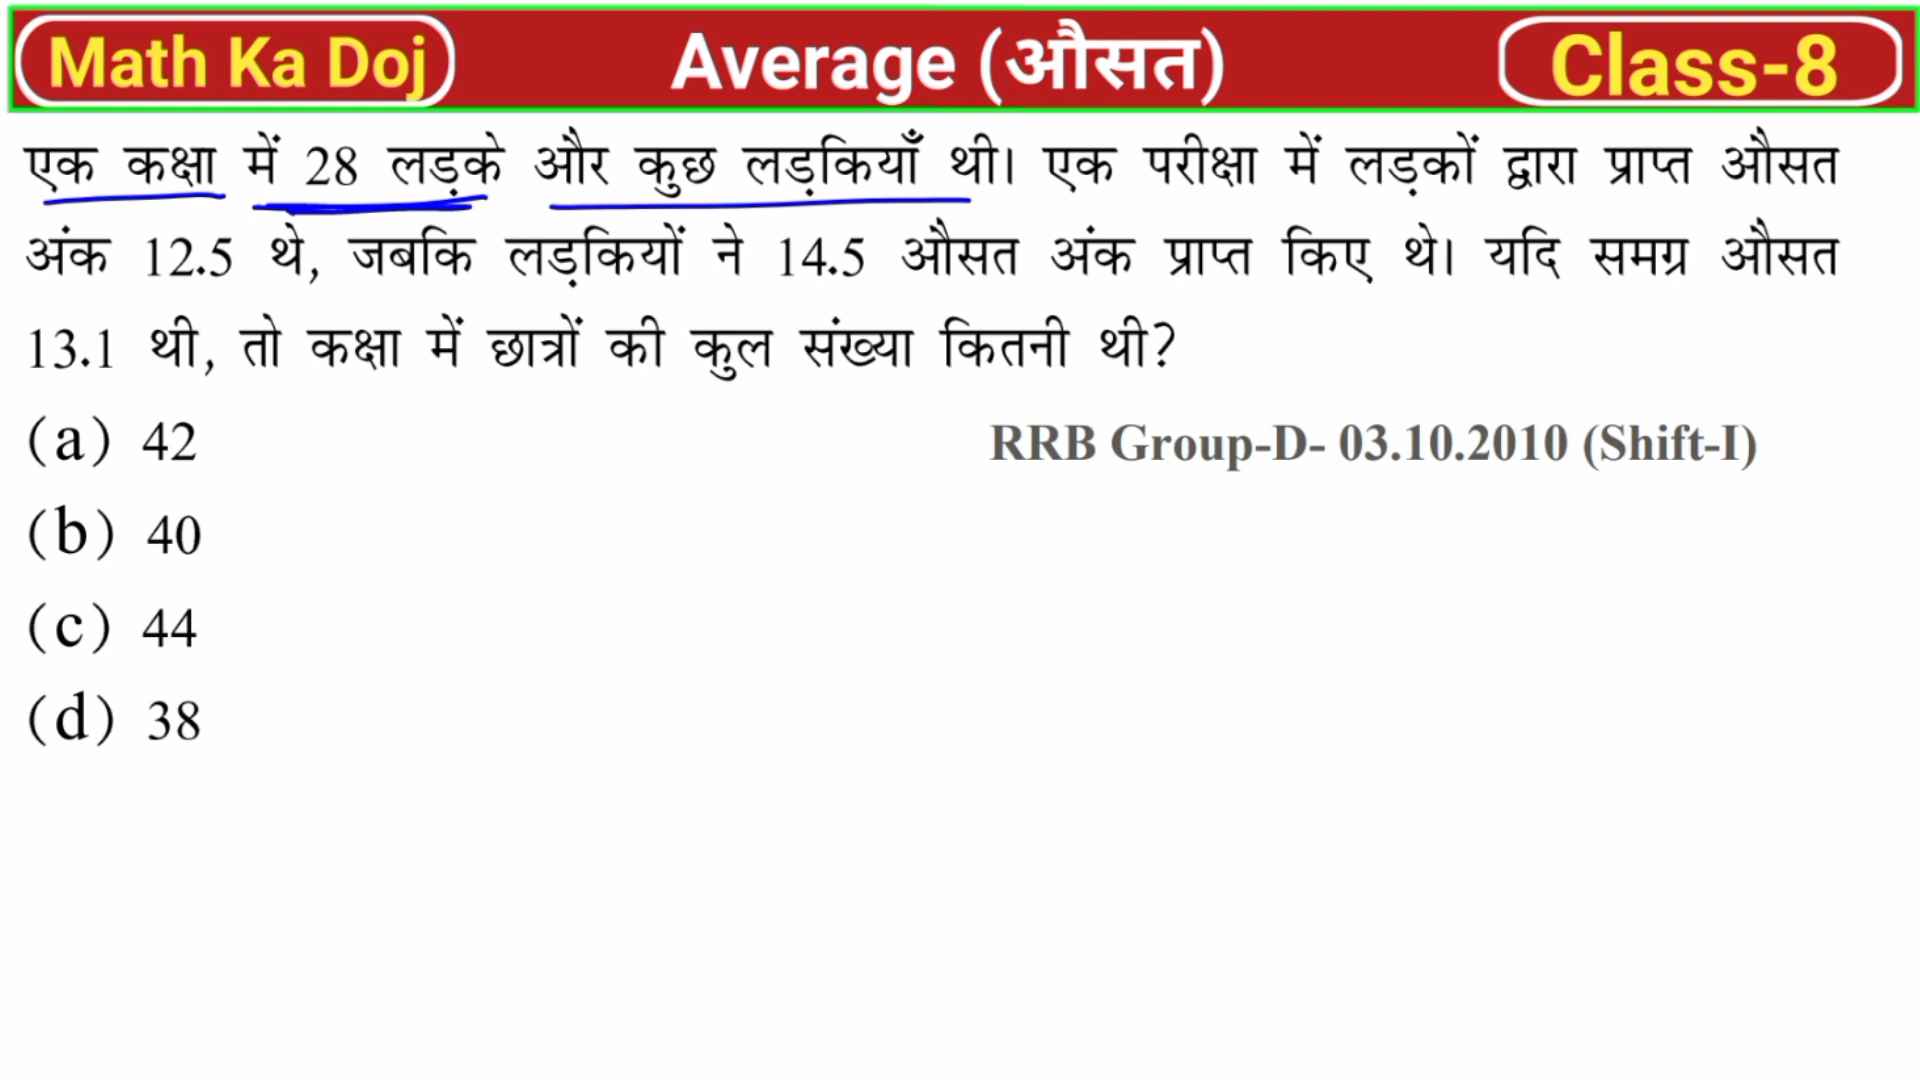 Math Ka Doj Average (औसत) Class-8
एक कक्षा में 28 लड़के और कुछ लड़कियाँ थी। एक परीक्षा में लड़कों द्वारा प्राप्त औसत
अंक 12.5 थे, जबकि लड़कियों ने 14.5 औसत अंक प्राप्त किए थे। यदि समग्र औसत
13.1 थी, तो कक्षा में छात्रों की कुल संख्या कितनी थी?
(a) 42 RRB Group-D- 03.10.2010 (Shift-I)
(b) 40
(c) 44
(d) 38